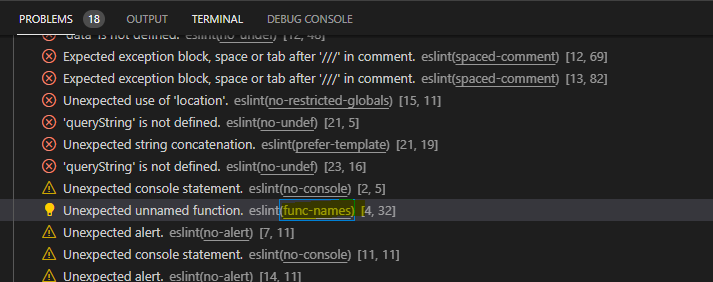 PROBLEMS 18 OUTPUT TERMINAL DEBUG CONSOLE
'data' is not defined. eslint(no-undef) [12, 48]
Expected exception block, space or tab after '///' in comment. eslint(spaced-comment) [12, 69]
Expected exception block, space or tab after '///' in comment. eslint(spaced-comment) [13, 82]
Unexpected use of 'location'. eslint(no-restricted-globals) [15, 11]
'queryString' is not defined. eslint(no-undef) [21, 5]
Unexpected string concatenation. eslint(prefer-template) [21, 19]
'queryString' is not defined. eslint(no-undef) [23, 16]
Unexpected console statement. eslint(no-console) [2, 5]
Unexpected unnamed function. eslint(func-names) [4, 32]
Unexpected alert. eslint(no-alert) [7, 11]
Unexpected console statement. eslint(no-console) [11, 11]
Unexpected alert. eslint(no-alert) [14, 11]